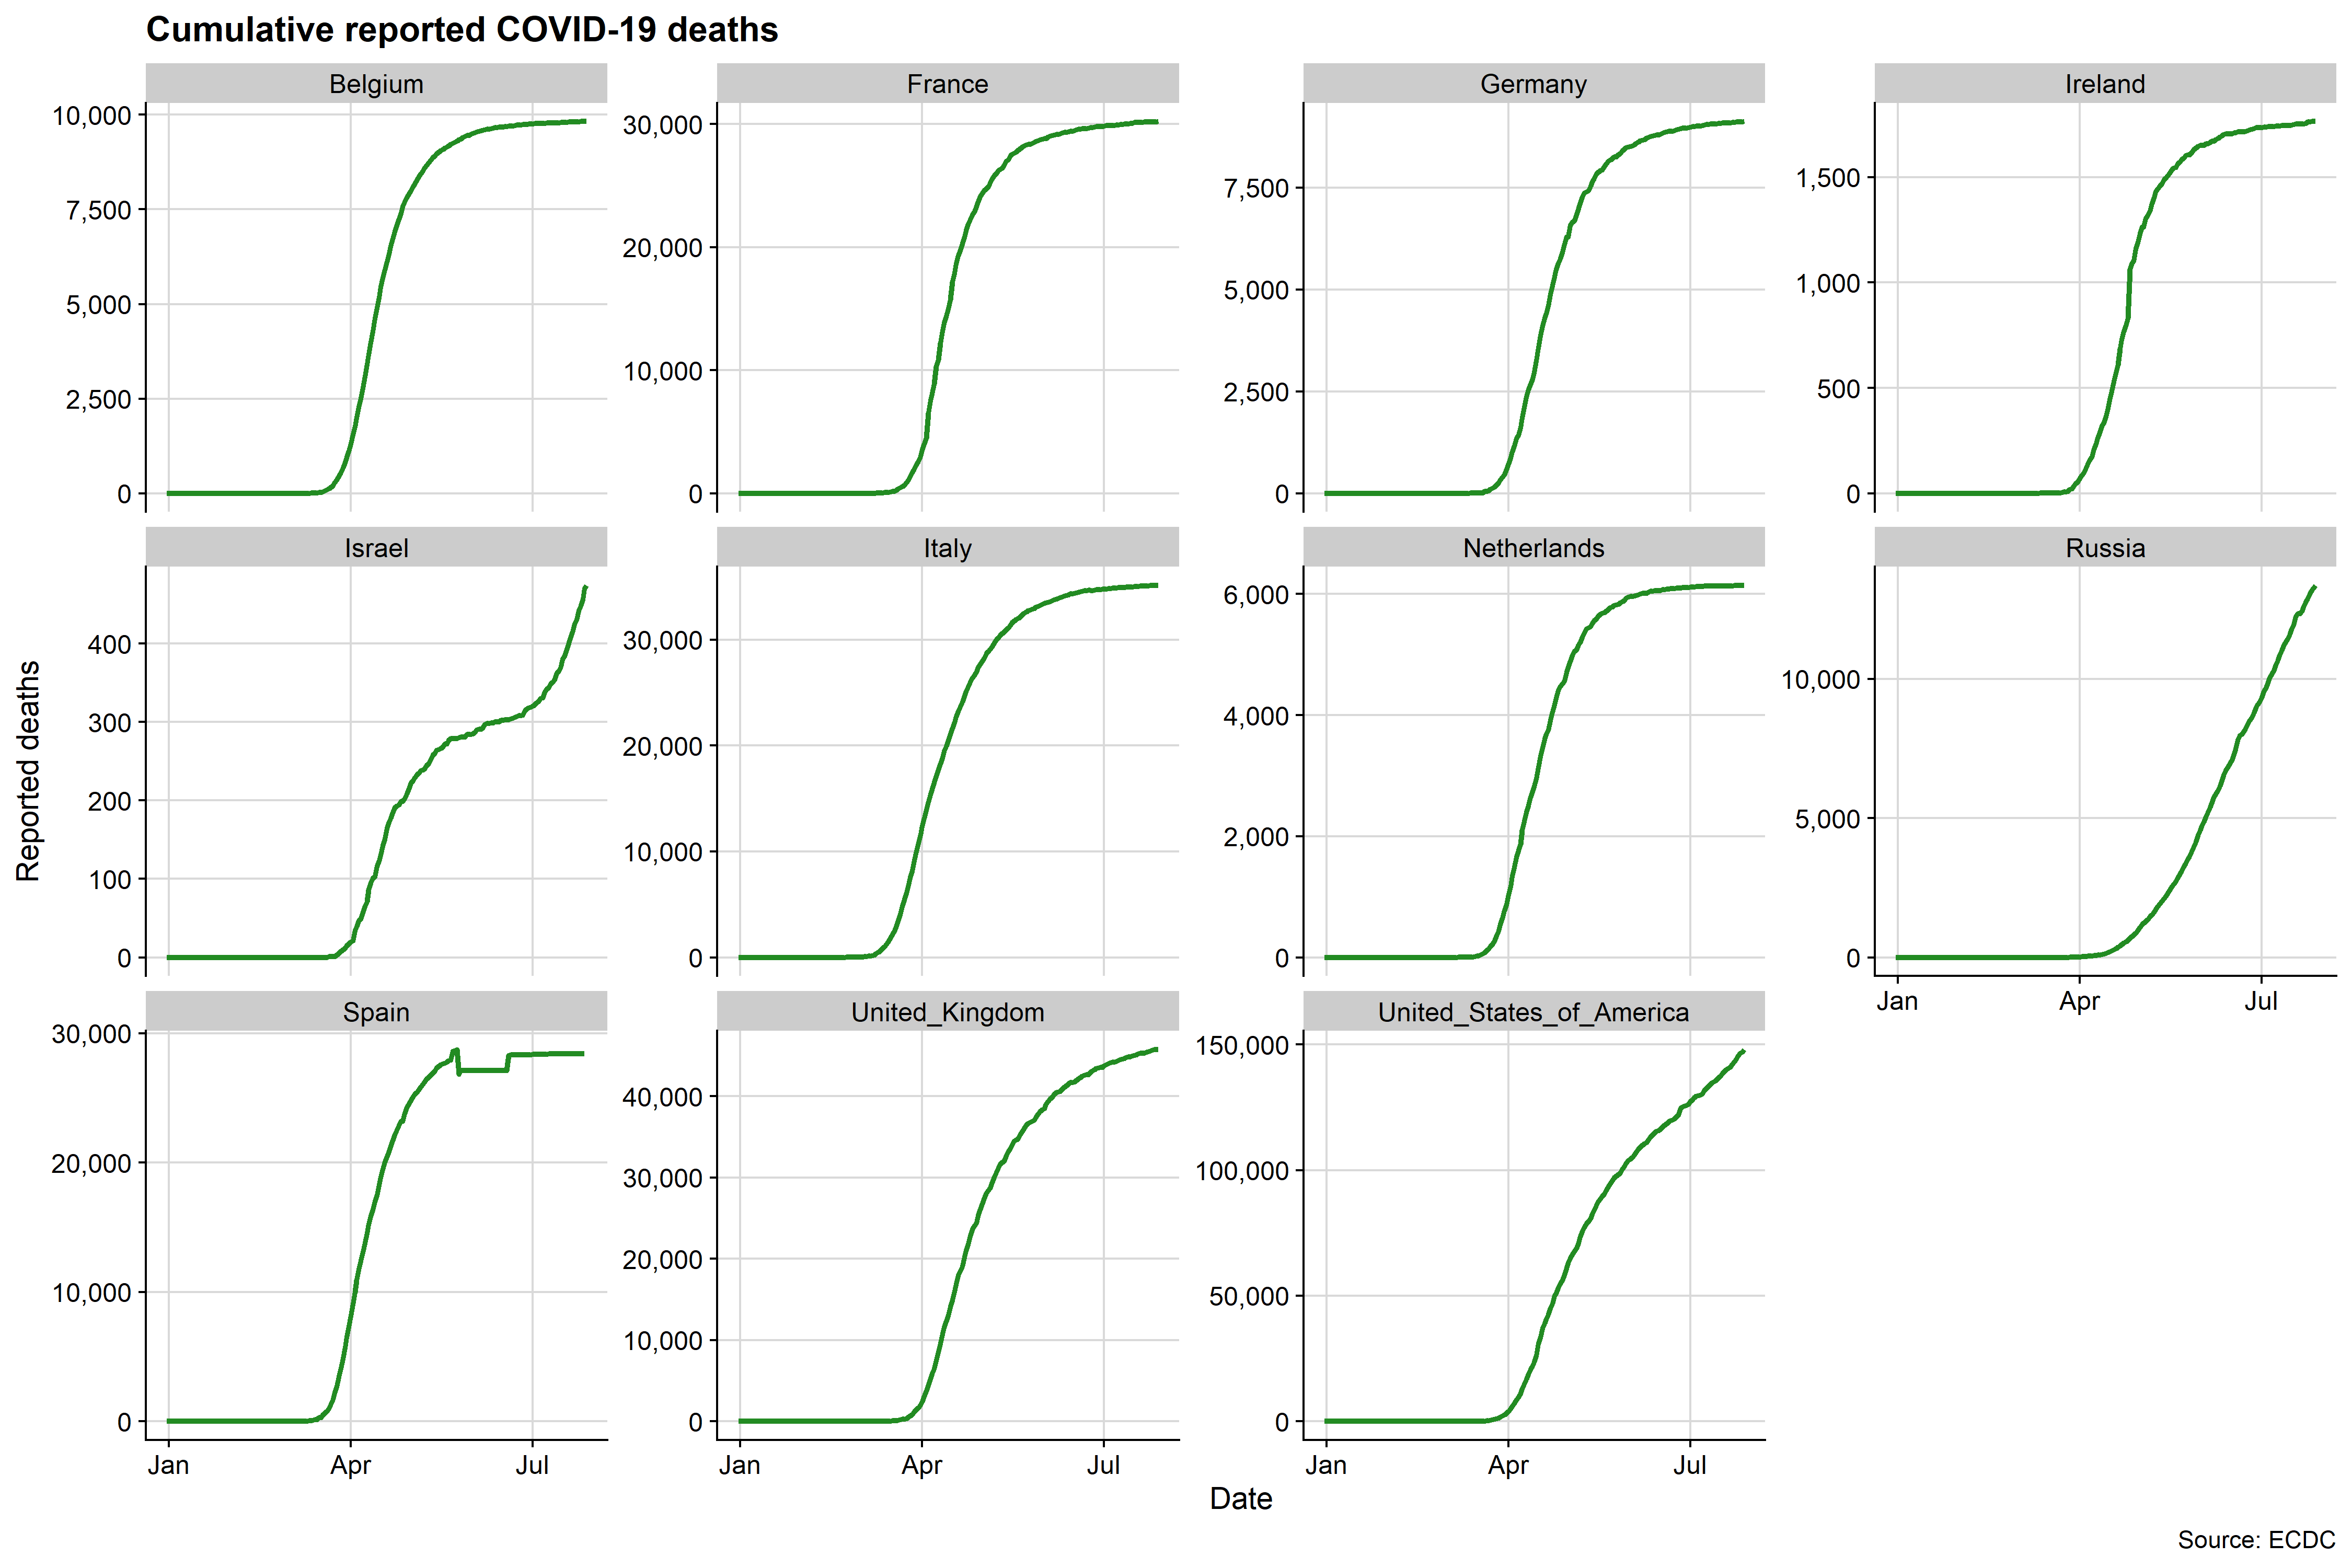 Cumulative reported COVID-19 deaths
Belgium
10,000
7,500
5,000
2,500
0
France
30,000
20,000
10,000
0
Germany
7,500
5,000
2,500
0
Ireland
1,500
1,000
500
0
Reported deaths
Israel
400
300
200
100
0
Italy
30,000
20,000
10,000
0
Netherlands
6,000
4,000
2,000
0
Russia
10,000
5,000
0
Jan Apr Jul
Spain
30,000
20,000
10,000
0
Jan Apr Jul
United_Kingdom
40,000
30,000
20,000
10,000
0
Jan Apr Jul
United_States_of_America
150,000
100,000
50,000
0
Jan Apr Jul
Date
Source: ECDC